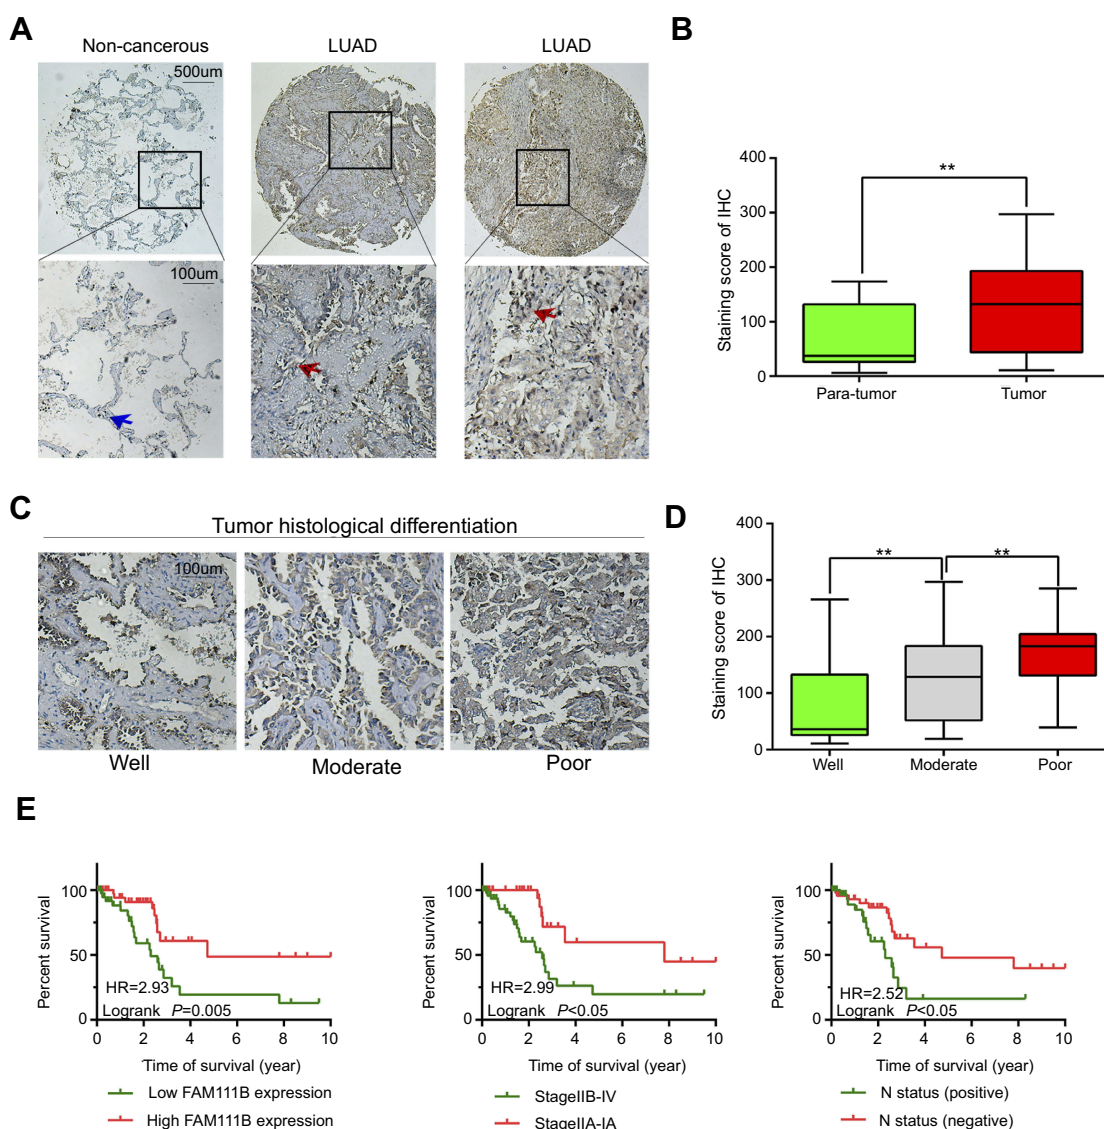 A
Non-cancerous
LUAD
LUAD
500um
100um
B
Staining score of IHC
400
300
200
100
0
**
Para-tumor
Tumor
C
Tumor histological differentiation
100um
Well
Moderate
Poor
D
Staining score of IHC
400
300
200
100
0
**
**
Well
Moderate
Poor
E
Percent survival
100
50
0
HR=2.93
Logrank P=0.005
0 2 4 6 8 10
Time of survival (year)
Low FAM111B expression
High FAM111B expression
Percent survival
100
50
0
HR=2.99
Logrank P<0.05
0 2 4 6 8 10
Time of survival (year)
StageIIB-IV
StageIIA-IA
Percent survival
100
50
0
HR=2.52
Logrank P<0.05
0 2 4 6 8 10
Time of survival (year)
N status (positive)
N status (negative)